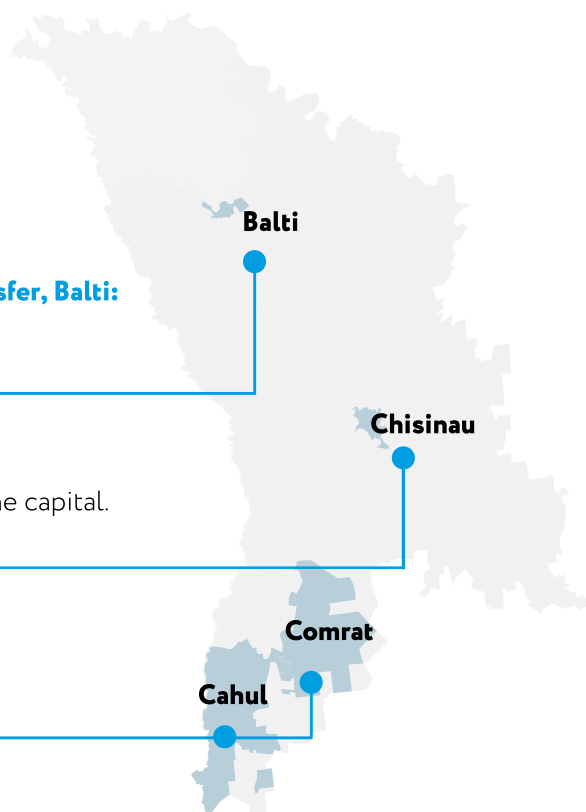 Balti
sfer, Balti:
Chisinau
e capital.
Comrat
Cahul